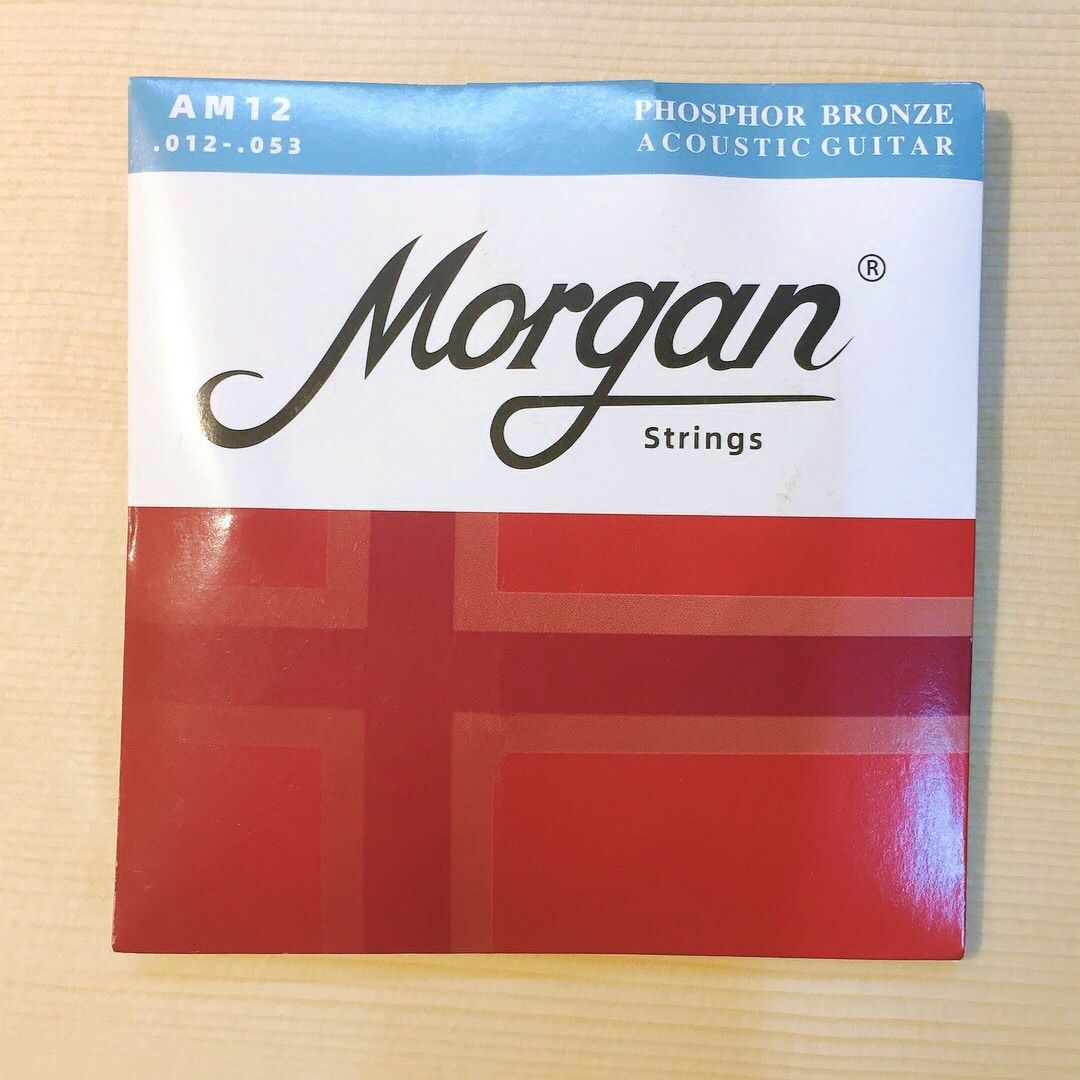 AM12
.012-.053
PHOSPHOR BRONZE
ACOUSTIC GUITAR
Morgan®
Strings